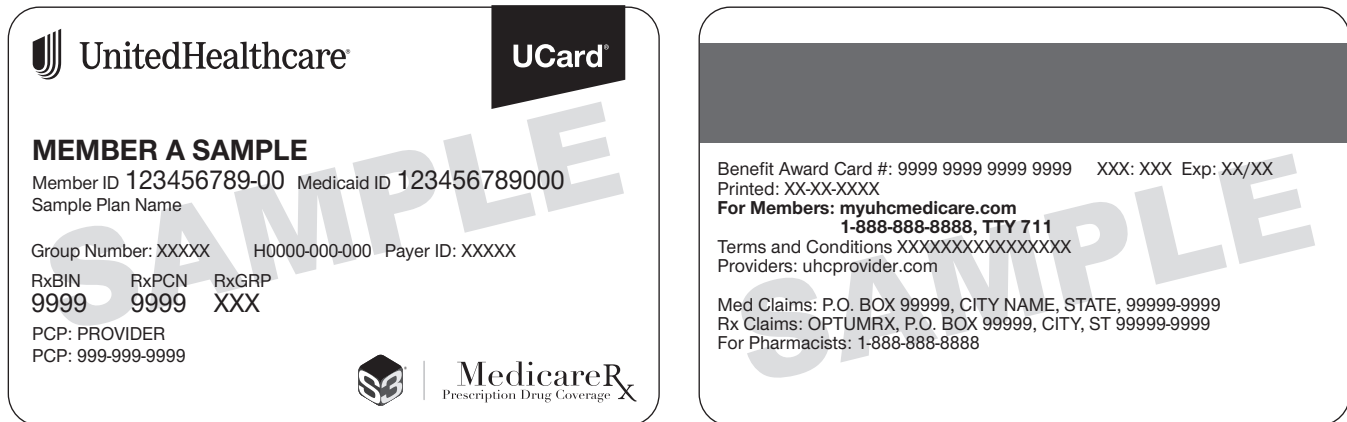 UnitedHealthcare®
UCard®
MEMBER A SAMPLE
Member ID 123456789-00 Medicaid ID 123456789000
Sample Plan Name
Group Number: XXXXX H0000-000-000 Payer ID: XXXXX
RxBIN RxPCN RxGRP
9999 9999 XXX
PCP: PROVIDER
PCP: 999-999-9999
S3
MedicareRx
Prescription Drug Coverage
SAMPLE
Benefit Award Card #: 9999 9999 9999 9999 XXX: XXX Exp: XX/XX
Printed: XX-XX-XXXX
For Members: myuhcmedicare.com
1-888-888-8888, TTY 711
Terms and Conditions XXXXXXXXXXXXXXXX
Providers: uhcprovider.com
Med Claims: P.O. BOX 99999, CITY NAME, STATE, 99999-9999
Rx Claims: OPTUMRX, P.O. BOX 99999, CITY, ST 99999-9999
For Pharmacists: 1-888-888-8888
SAMPLE